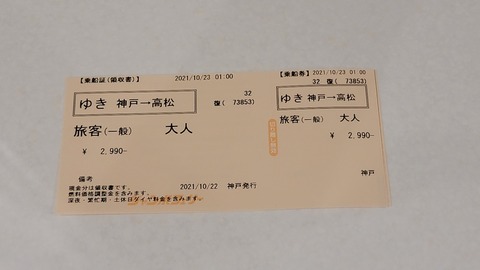 【乗船証(領収書)】 2021/10/23 01:00
32
ゆき 神戸→高松
復( 73853)
旅客(一般) 大人
¥ 2,990-
備考
現金分は領収書です。
燃料価格調整金を含みます。
深夜・繁忙期・土休日ダイヤ料金を含みます。
2021/10/22 神戸発行
【乗船券】 2021/10/23 01:00
32 復( 73853)
ゆき 神戸→高松
旅客(一般) 大人
¥ 2,990-
神戸